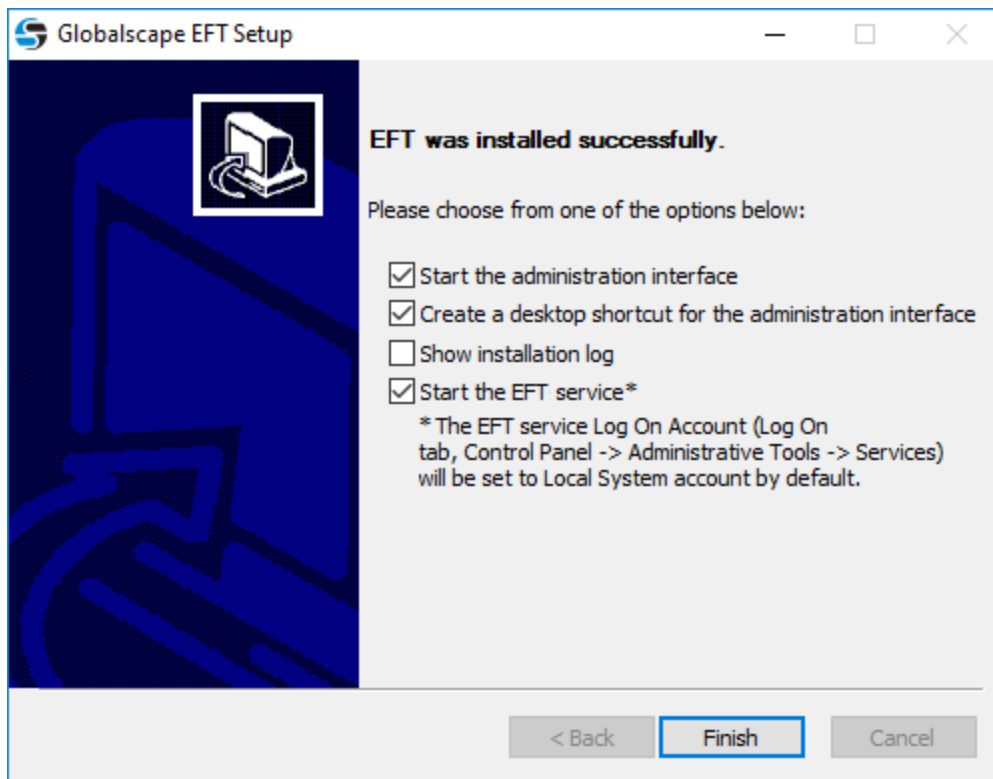 Globalscape EFT Setup
EFT was installed successfully.
Please choose from one of the options below:
Start the administration interface
Create a desktop shortcut for the administration interface
Show installation log
Start the EFT service*
* The EFT service Log On Account (Log On
tab, Control Panel -> Administrative Tools -> Services)
will be set to Local System account by default.
< Back
Finish
Cancel